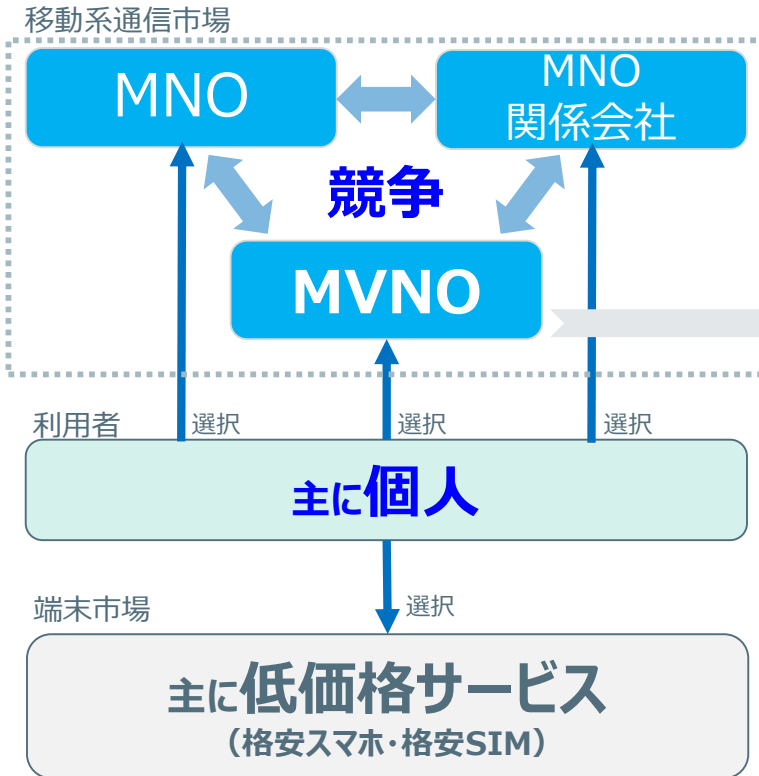 移動系通信市場
MNO
MNO
関係会社
競争
MVNO
利用者
選択
選択
選択
主に個人
選択
端末市場
主に低価格サービス
（格安スマホ・格安SIM）